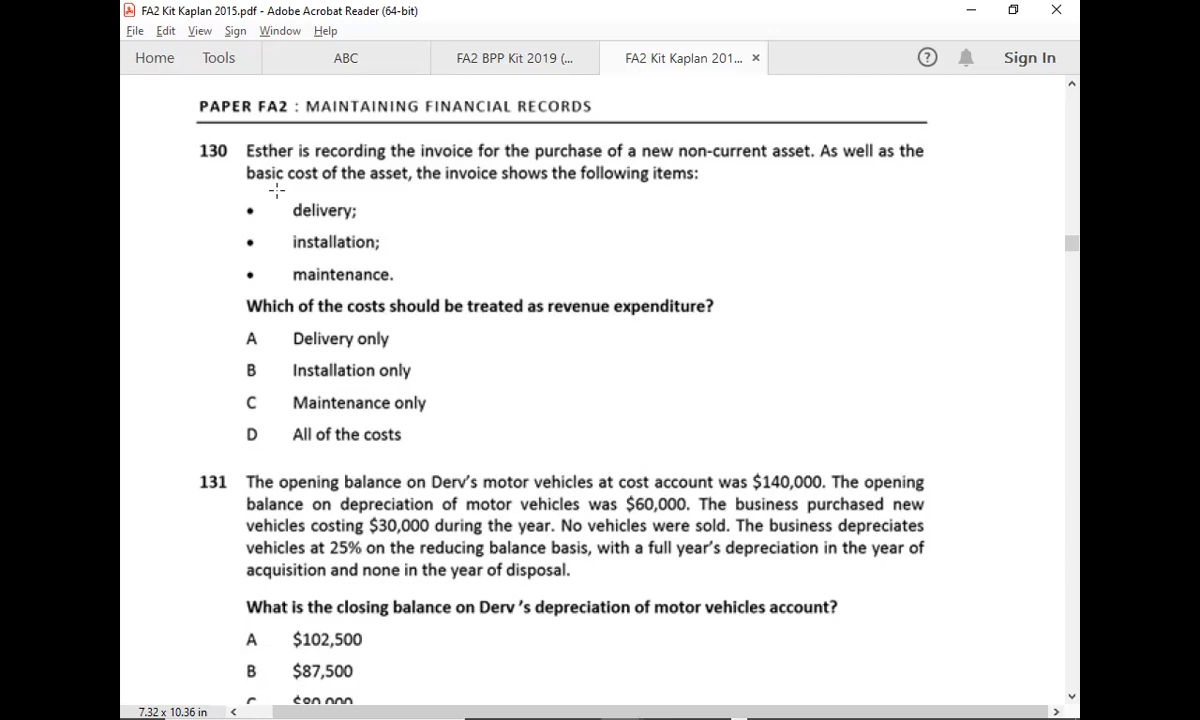 FA2 Kit Kaplan 2015.pdf - Adobe Acrobat Reader (64-bit)
File Edit View Sign Window Help
Home Tools ABC FA2 BPP Kit 2019 (... FA2 Kit Kaplan 201... × ? Sign In
PAPER FA2 : MAINTAINING FINANCIAL RECORDS
130 Esther is recording the invoice for the purchase of a new non-current asset. As well as the
basic cost of the asset, the invoice shows the following items:
• delivery;
• installation;
• maintenance.
Which of the costs should be treated as revenue expenditure?
A Delivery only
B Installation only
C Maintenance only
D All of the costs
131 The opening balance on Derv's motor vehicles at cost account was $140,000. The opening
balance on depreciation of motor vehicles was $60,000. The business purchased new
vehicles costing $30,000 during the year. No vehicles were sold. The business depreciates
vehicles at 25% on the reducing balance basis, with a full year's depreciation in the year of
acquisition and none in the year of disposal.
What is the closing balance on Derv 's depreciation of motor vehicles account?
A $102,500
B $87,500
7.32 x 10.36 in